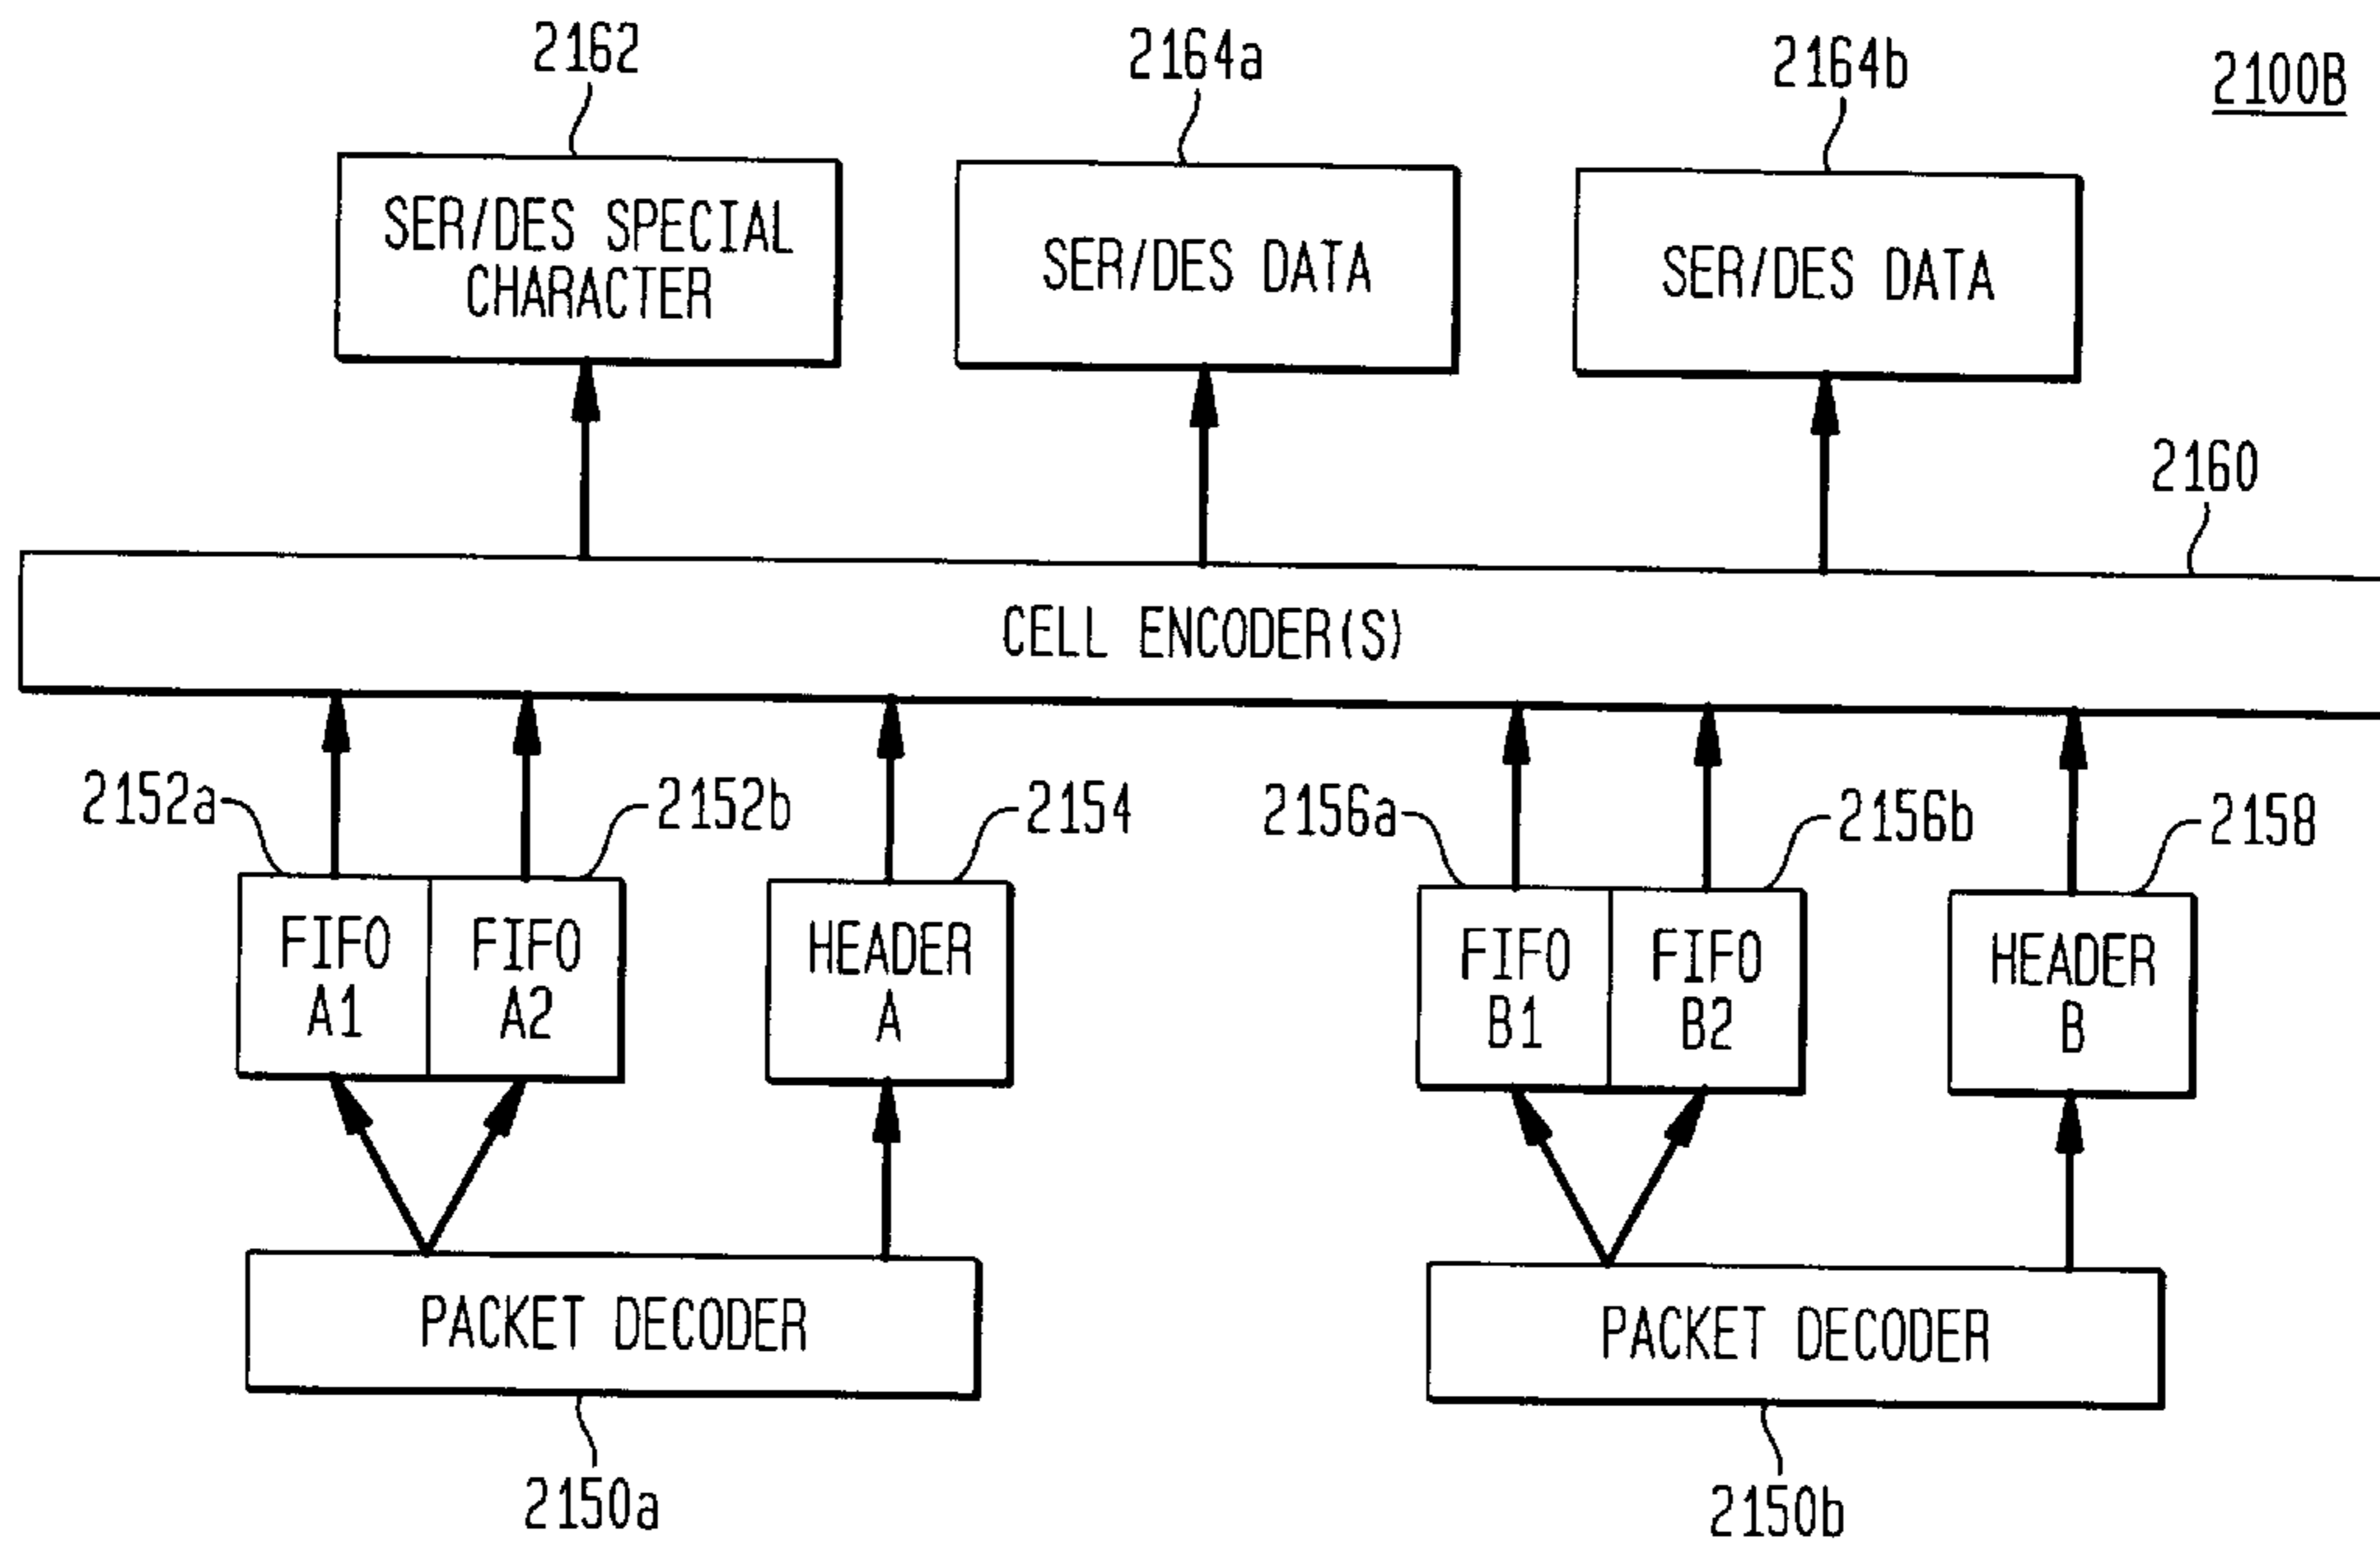 2162
2164a
2164b
2100B
SER/DES SPECIAL
CHARACTER
SER/DES DATA
SER/DES DATA
2160
CELL ENCODER(S)
2152a
2152b
2154
2156a
2156b
2158
FIFO
A1
FIFO
A2
HEADER
A
FIFO
B1
FIFO
B2
HEADER
B
PACKET DECODER
PACKET DECODER
2150a
2150b